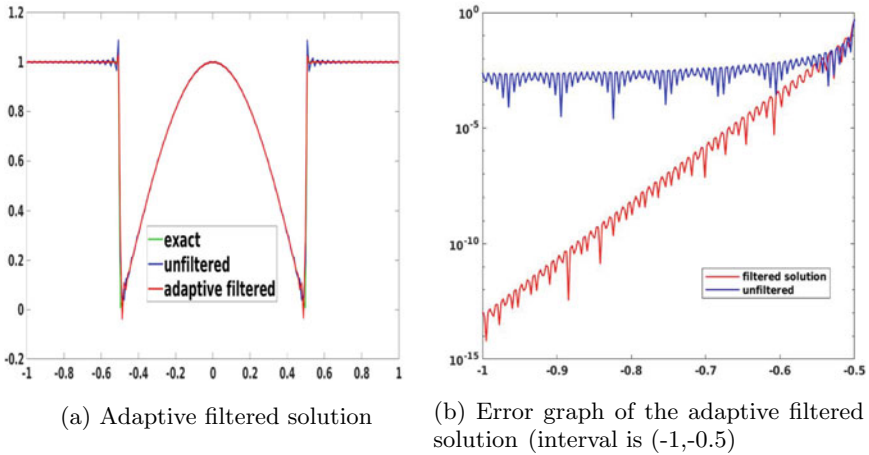 1.2
1
0.8
0.6
0.4
0.2
0
-0.2
-1 -0.8 -0.6 -0.4 -0.2 0 0.2 0.4 0.6 0.8 1
exact
unfiltered
adaptive filtered
(a) Adaptive filtered solution
10⁰
10⁻⁵
10⁻¹⁰
10⁻¹⁵
-1 -0.9 -0.8 -0.7 -0.6 -0.5
filtered solution
unfiltered
(b) Error graph of the adaptive filtered
solution (interval is (-1,-0.5)